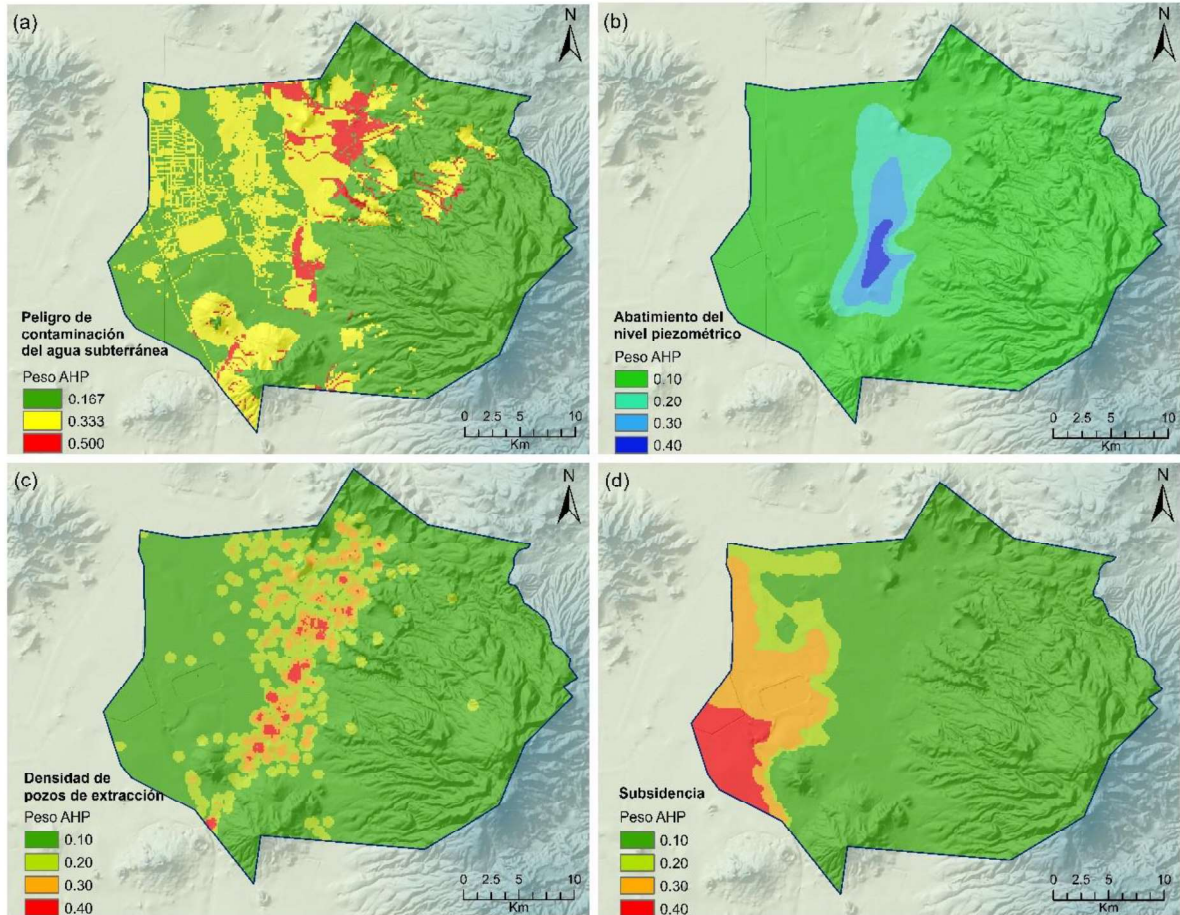 (a)
N
Peligro de
contaminación
del agua subterránea
Peso AHP
0.167
0.333
0.500
0 2.5 5 10
Km
(b)
N
Abatimiento del
nivel piezométrico
Peso AHP
0.10
0.20
0.30
0.40
0 2.5 5 10
Km
(c)
N
Densidad de
pozos de extracción
Peso AHP
0.10
0.20
0.30
0.40
0 2.5 5 10
Km
(d)
N
Subsidencia
Peso AHP
0.10
0.20
0.30
0.40
0 2.5 5 10
Km